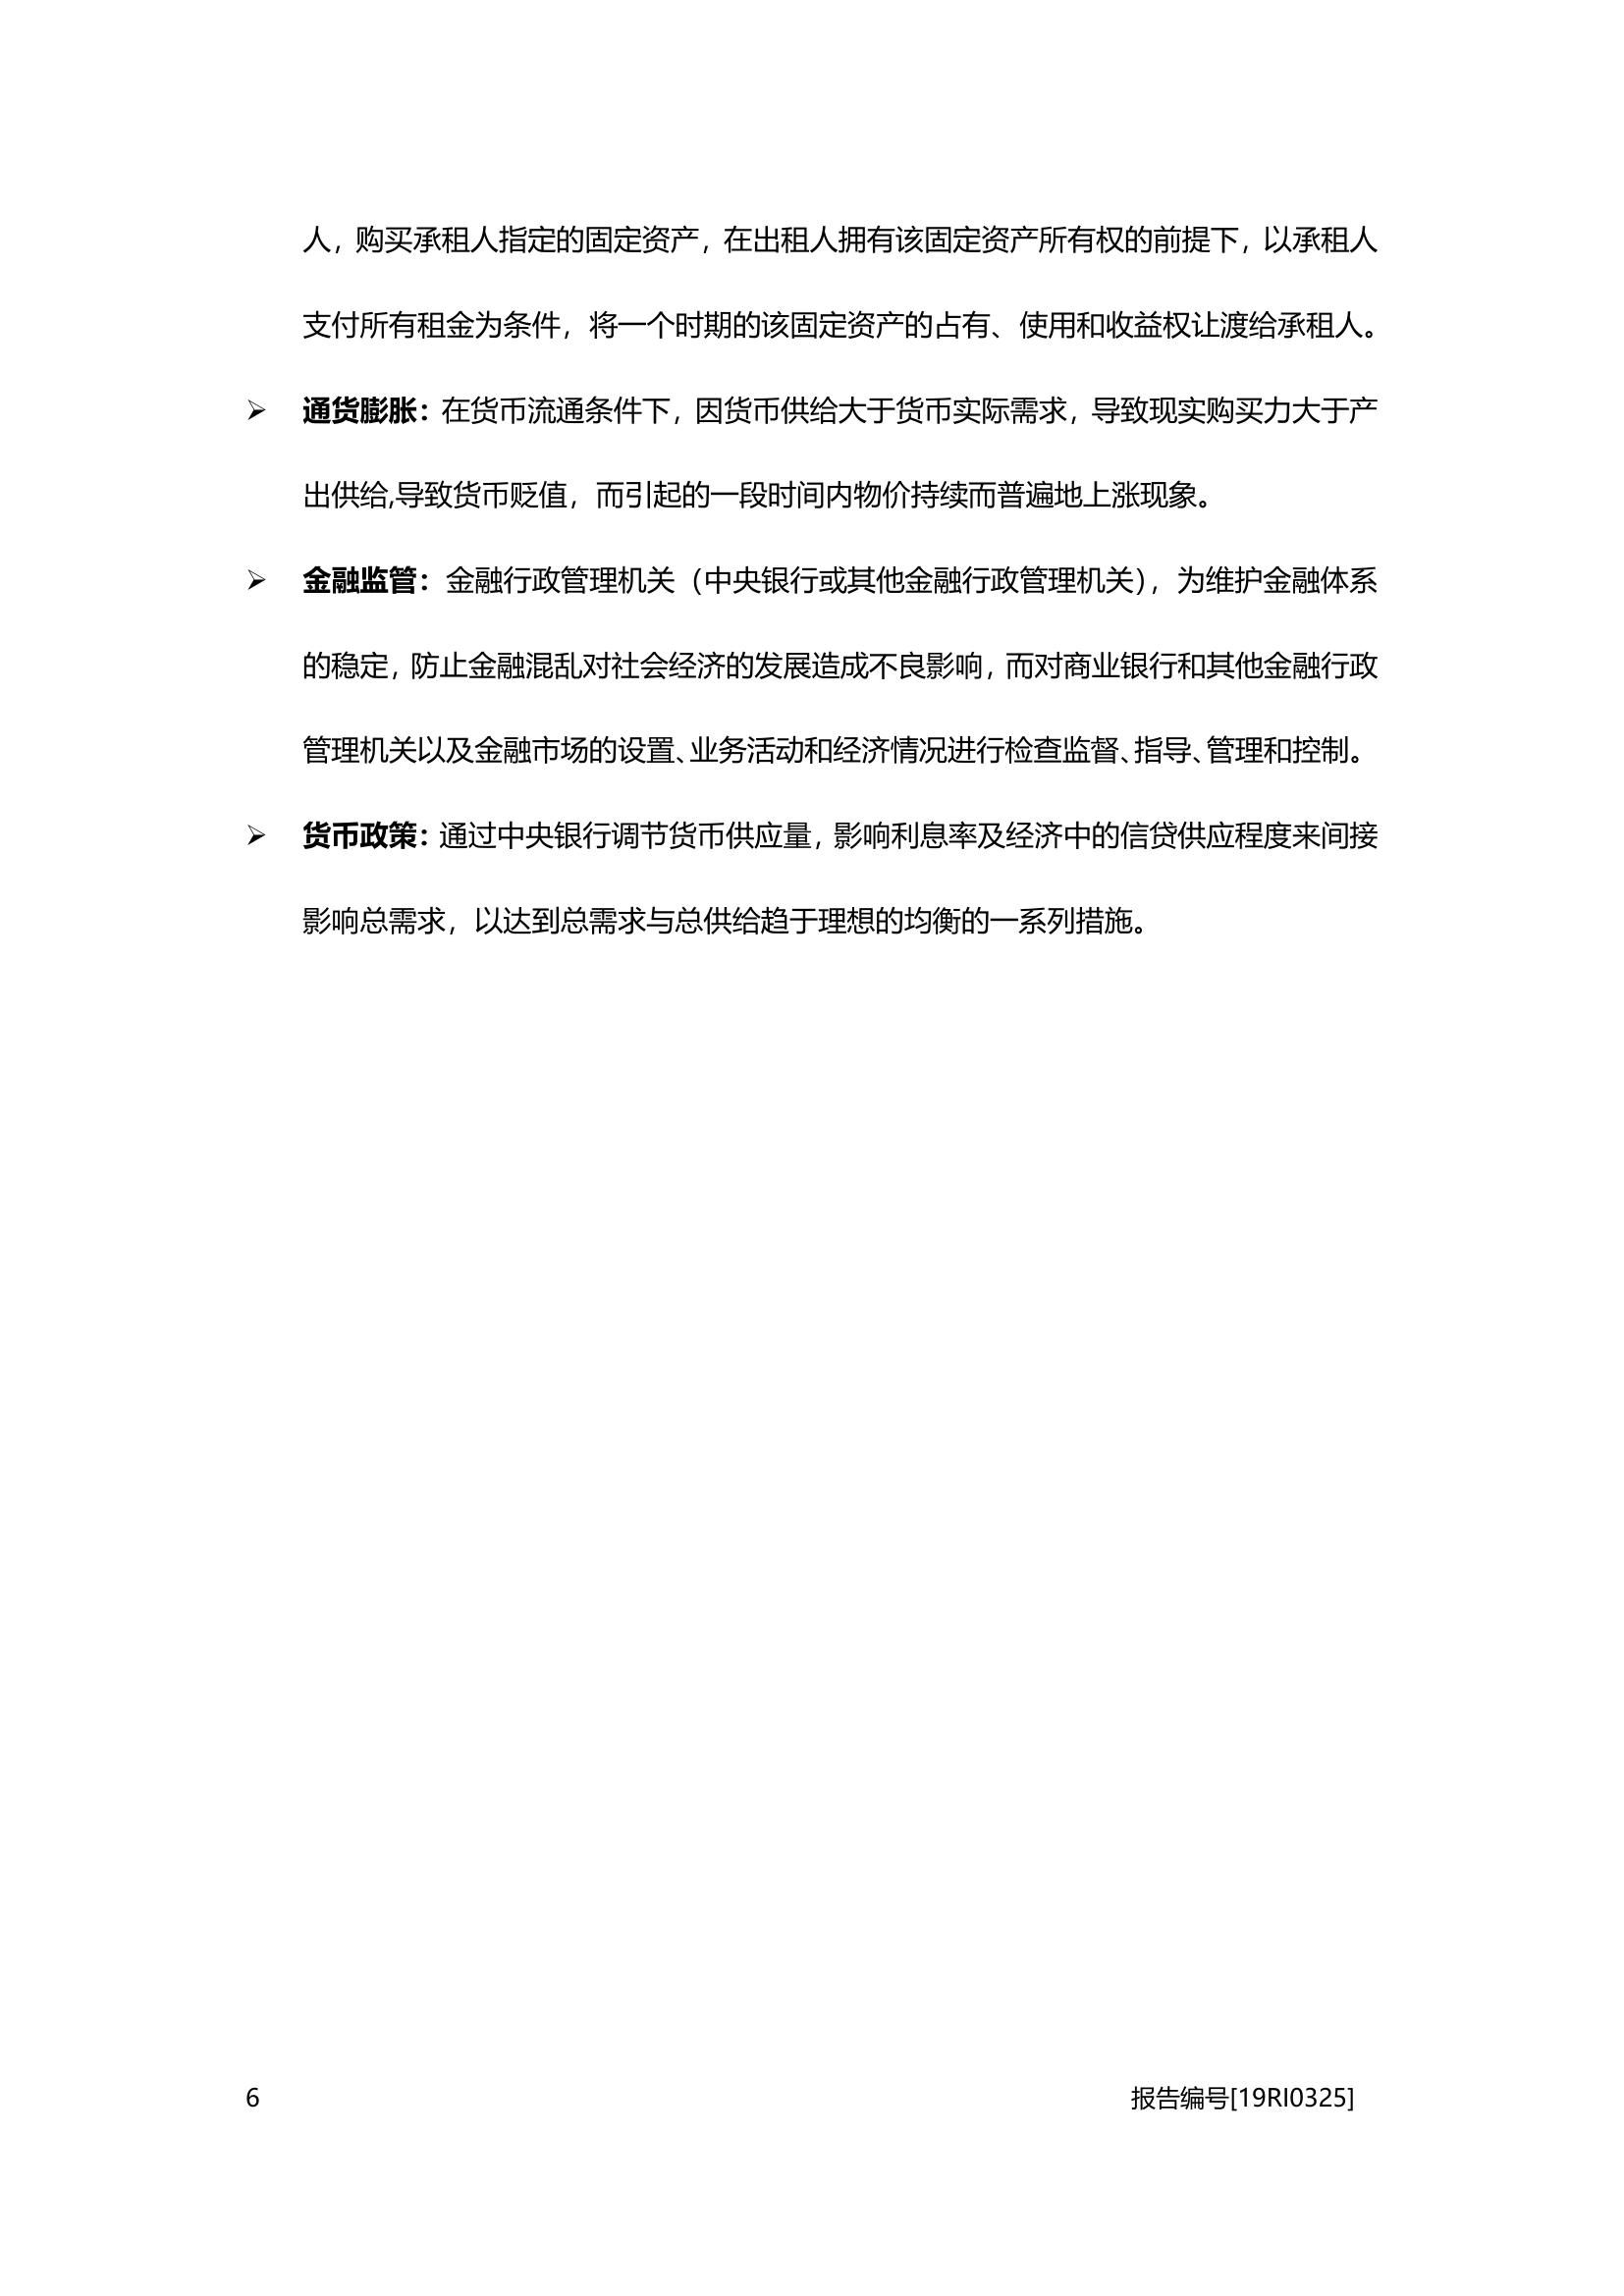 人，购买承租人指定的固定资产，在出租人拥有该固定资产所有权的前提下，以承租人
支付所有租金为条件，将一个时期的该固定资产的占有、使用和收益权让渡给承租人。
➢ 通货膨胀：在货币流通条件下，因货币供给大于货币实际需求，导致现实购买力大于产
出供给,导致货币贬值，而引起的一段时间内物价持续而普遍地上涨现象。
➢ 金融监管：金融行政管理机关（中央银行或其他金融行政管理机关），为维护金融体系
的稳定，防止金融混乱对社会经济的发展造成不良影响，而对商业银行和其他金融行政
管理机关以及金融市场的设置、业务活动和经济情况进行检查监督、指导、管理和控制。
➢ 货币政策：通过中央银行调节货币供应量，影响利息率及经济中的信贷供应程度来间接
影响总需求，以达到总需求与总供给趋于理想的均衡的一系列措施。
6 报告编号[19RI0325]